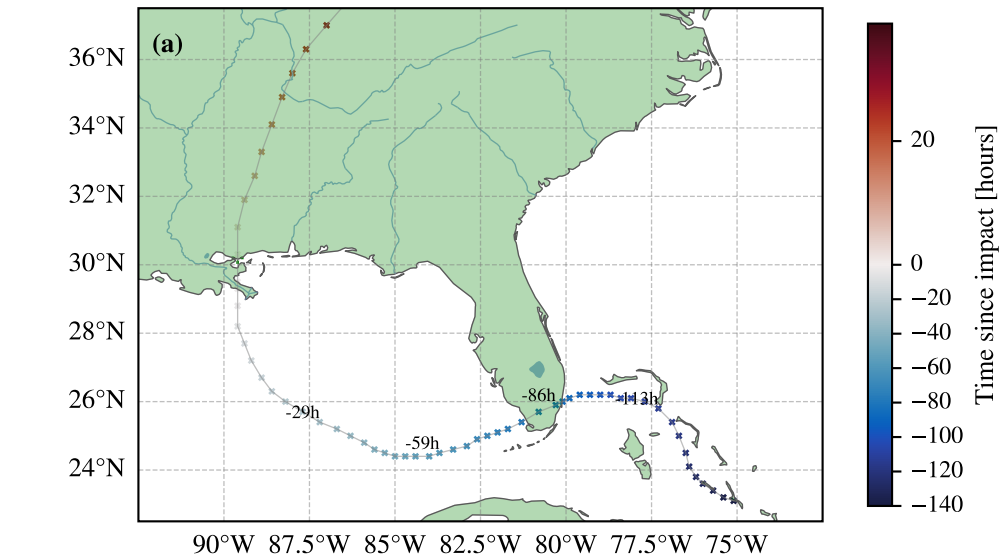 (a)
36°N
34°N
32°N
30°N
28°N
26°N
24°N
90°W 87.5°W 85°W 82.5°W 80°W 77.5°W 75°W
-29h
-59h
-86h
-113h
20
0
−20
−40
−60
−80
−100
−120
−140
Time since impact [hours]